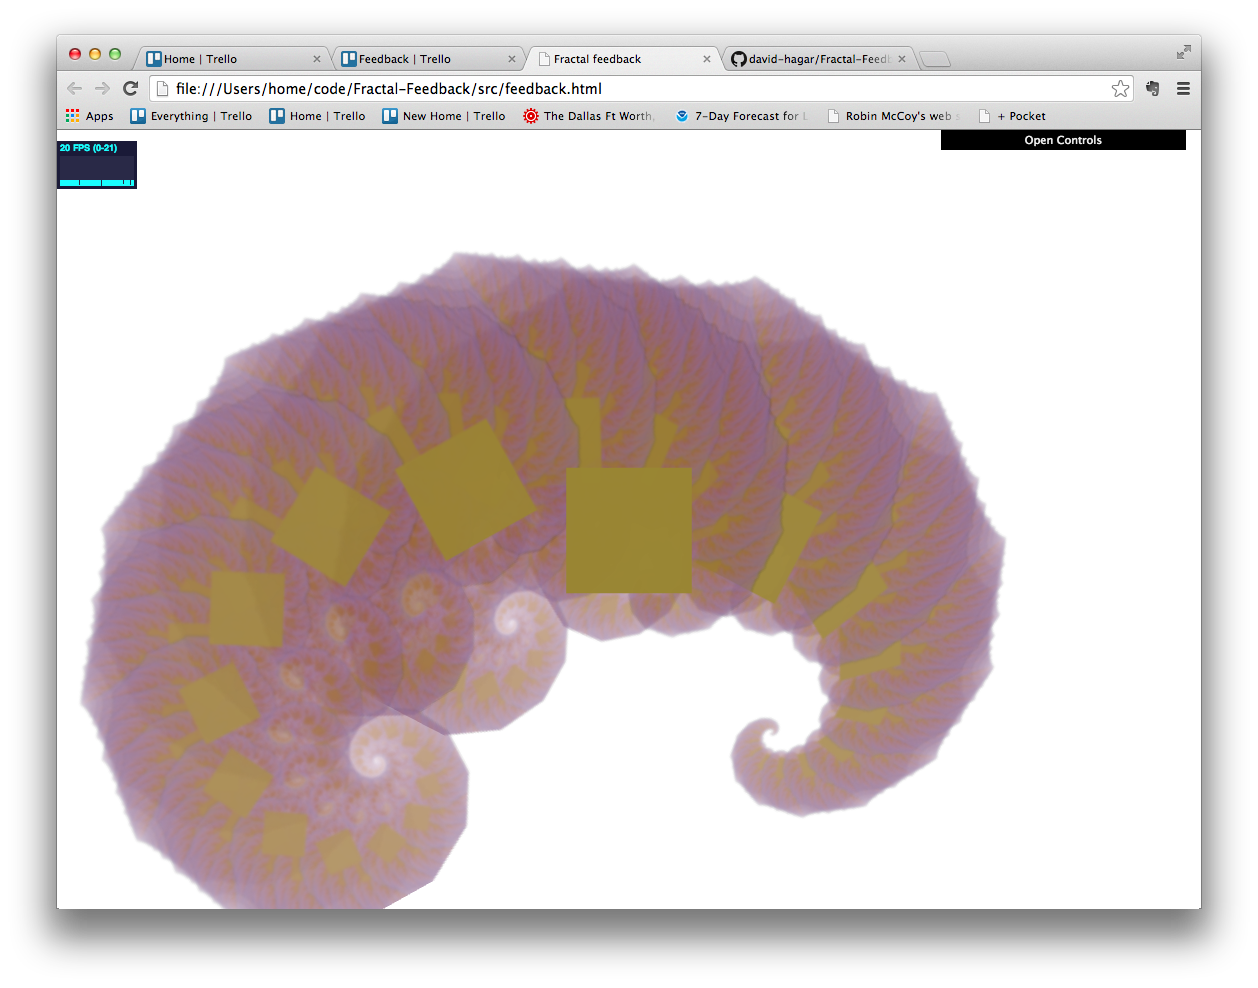 Home | Trello
Feedback | Trello
Fractal feedback
david-hagar/Fractal-Feedb
file:///Users/home/code/Fractal-Feedback/src/feedback.html
Apps
Everything | Trello
Home | Trello
New Home | Trello
The Dallas Ft Worth,
7-Day Forecast for L
Robin McCoy's web s
+ Pocket
20 FPS (0-21)
Open Controls